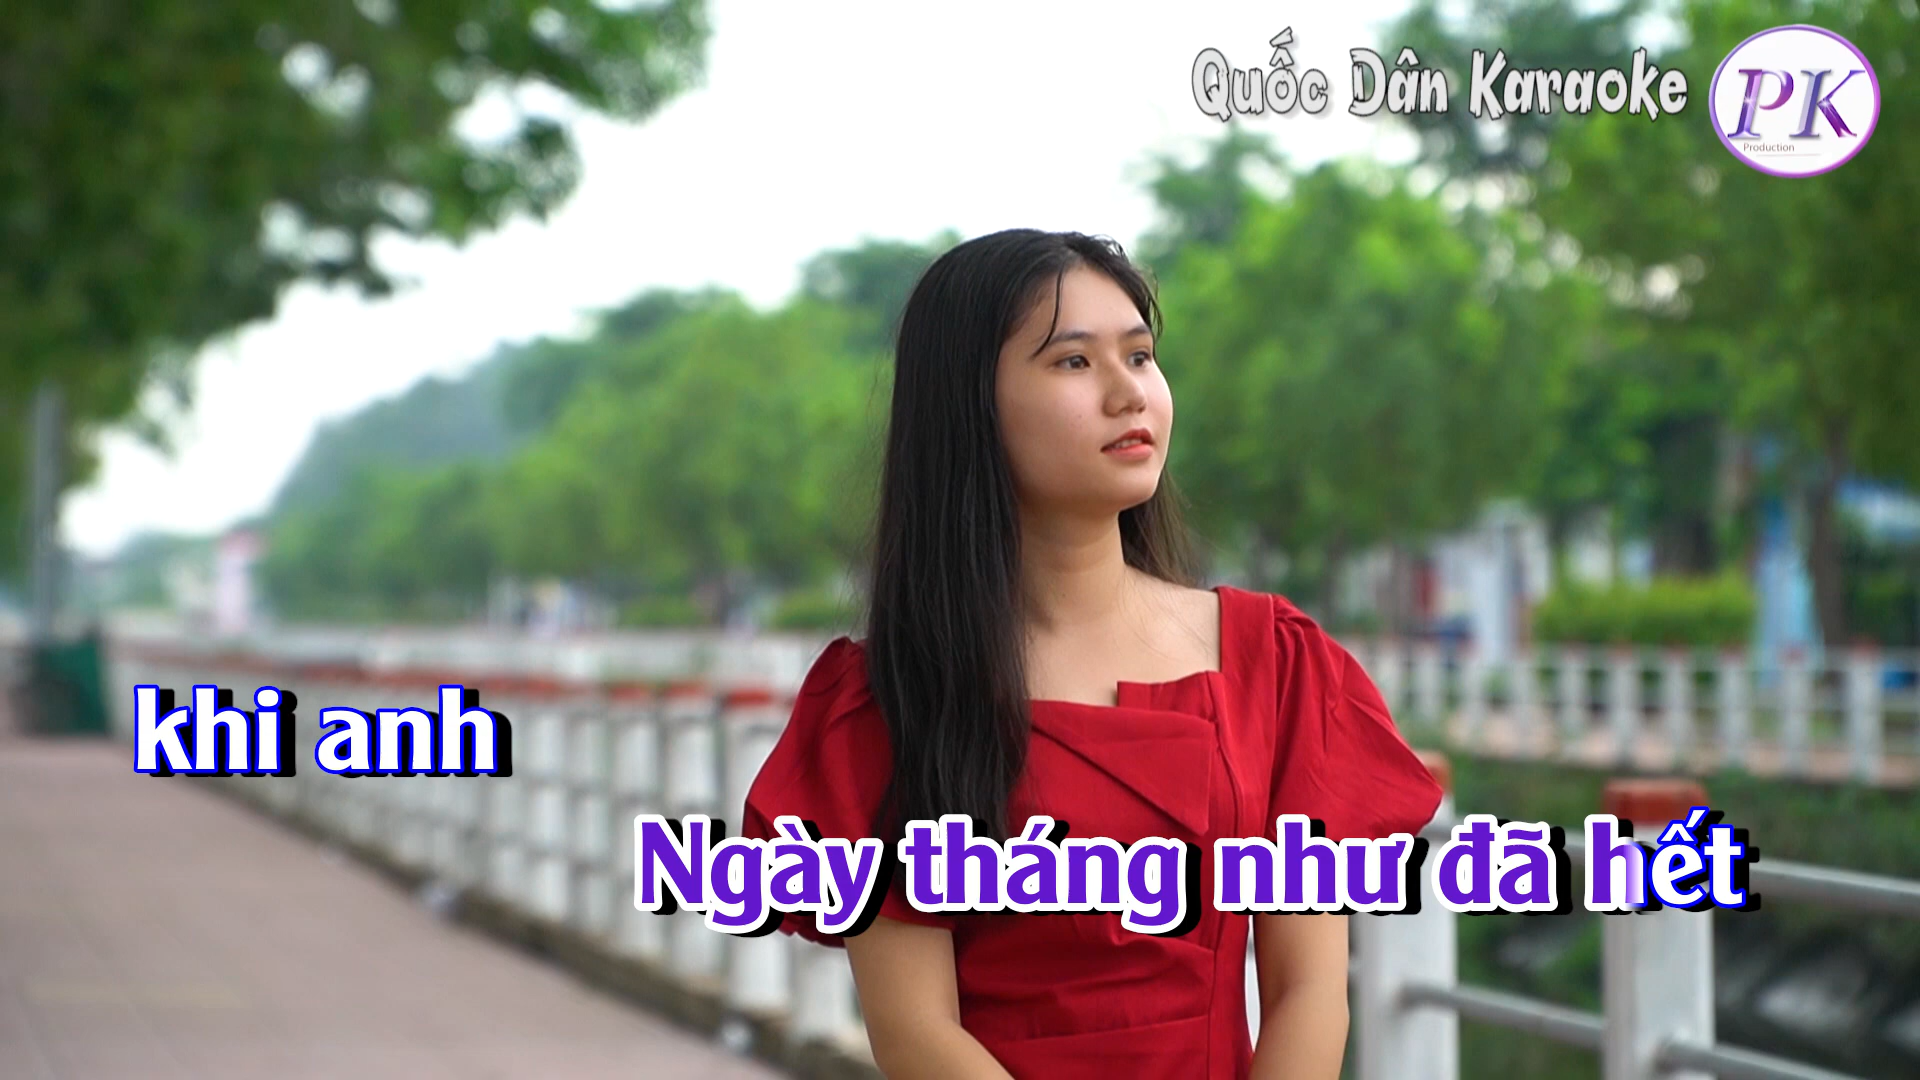 Quốc Dân Karaoke
PK
Production
khi anh
Ngày tháng như đã hết